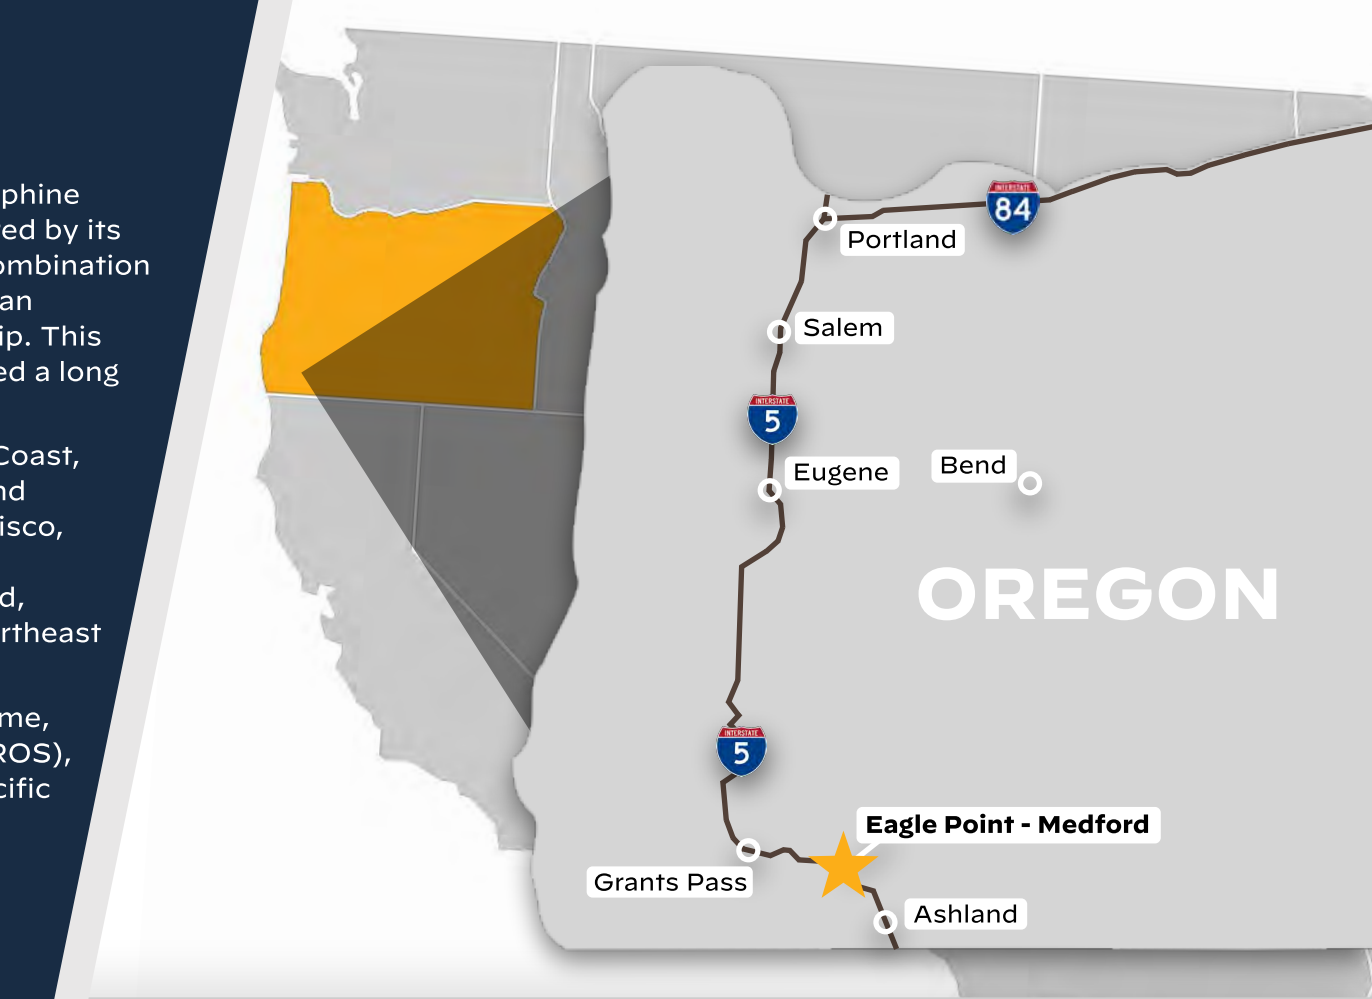 phine
ed by its
ombination
an
ip. This
ed a long
Coast,
nd
isco,
d,
rtheast
me,
ROS),
cific
INTERSTATE
84
Portland
Salem
INTERSTATE
5
Eugene
Bend
OREGON
INTERSTATE
5
Eagle Point - Medford
Grants Pass
Ashland